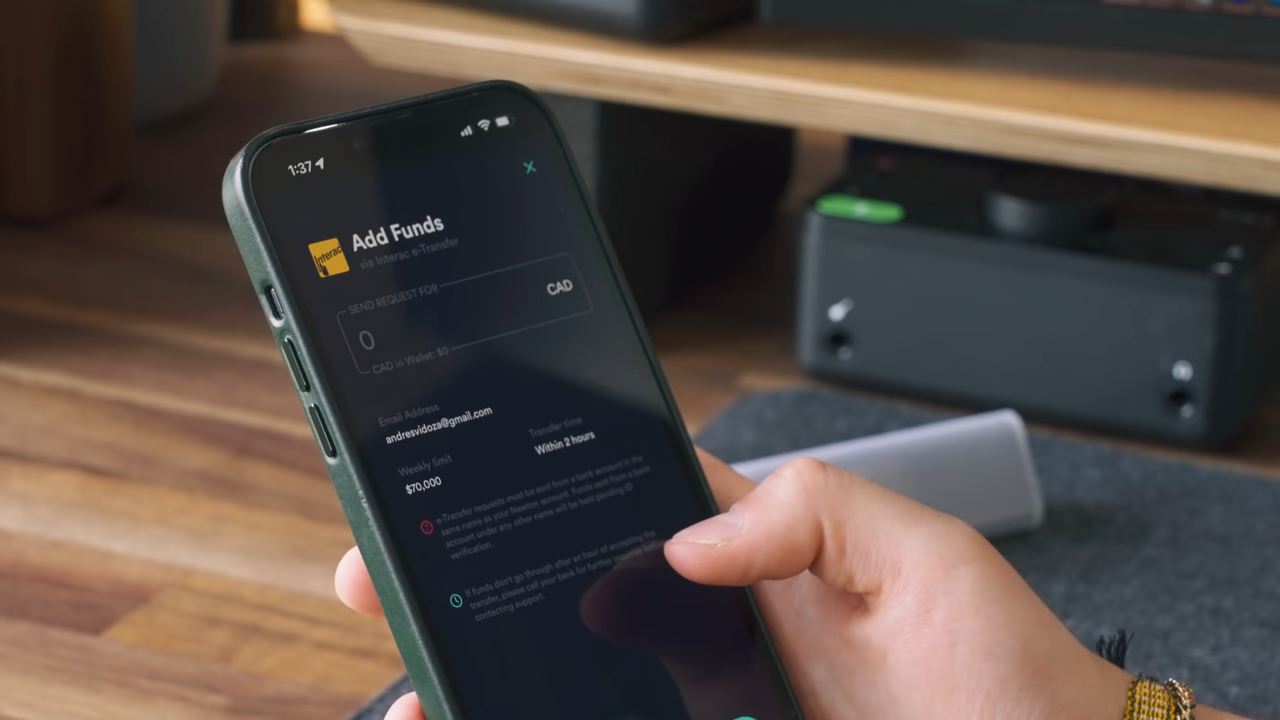 1:37
Interac
Add Funds
via Interac e-Transfer
SEND REQUEST FOR
0
CAD
CAD in Wallet: $0
Email Address
andresvidoza@gmail.com
Transfer time
Within 2 hours
Weekly limit
$70,000
e-Transfer requests must be sent from a bank account in the
same name as your Newton account. Funds sent from a bank
account under any other name will be held pending ID
verification.
If funds don't go through after an hour of accepting the
transfer, please call your bank for further
contacting support.